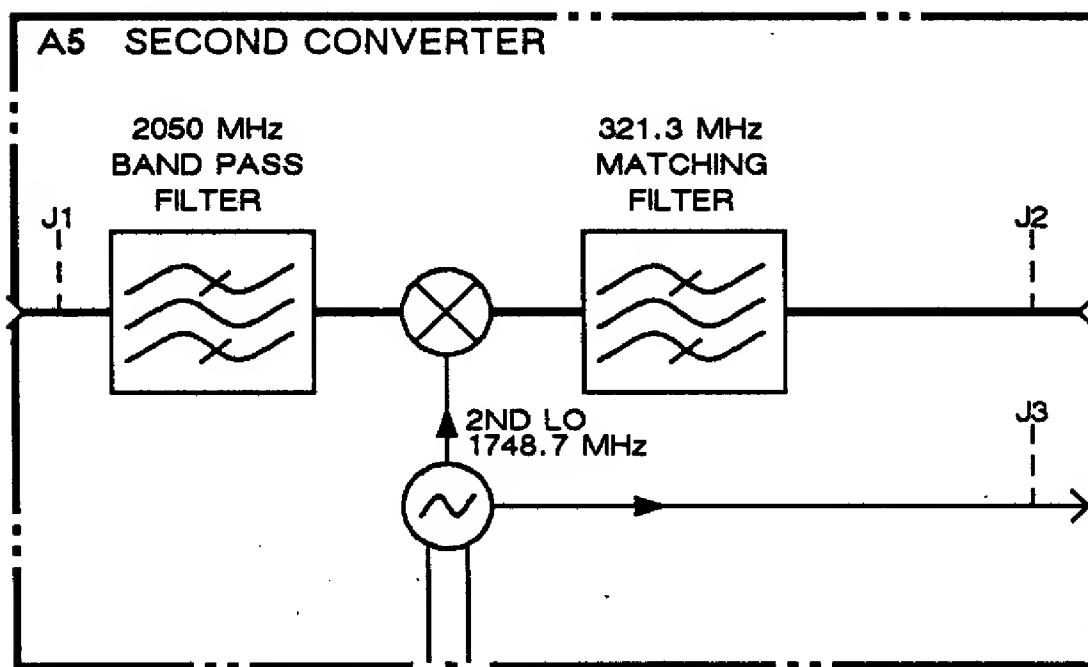 A5 SECOND CONVERTER
2050 MHz
BAND PASS
FILTER
321.3 MHz
MATCHING
FILTER
J1
J2
2ND LO
1748.7 MHz
J3